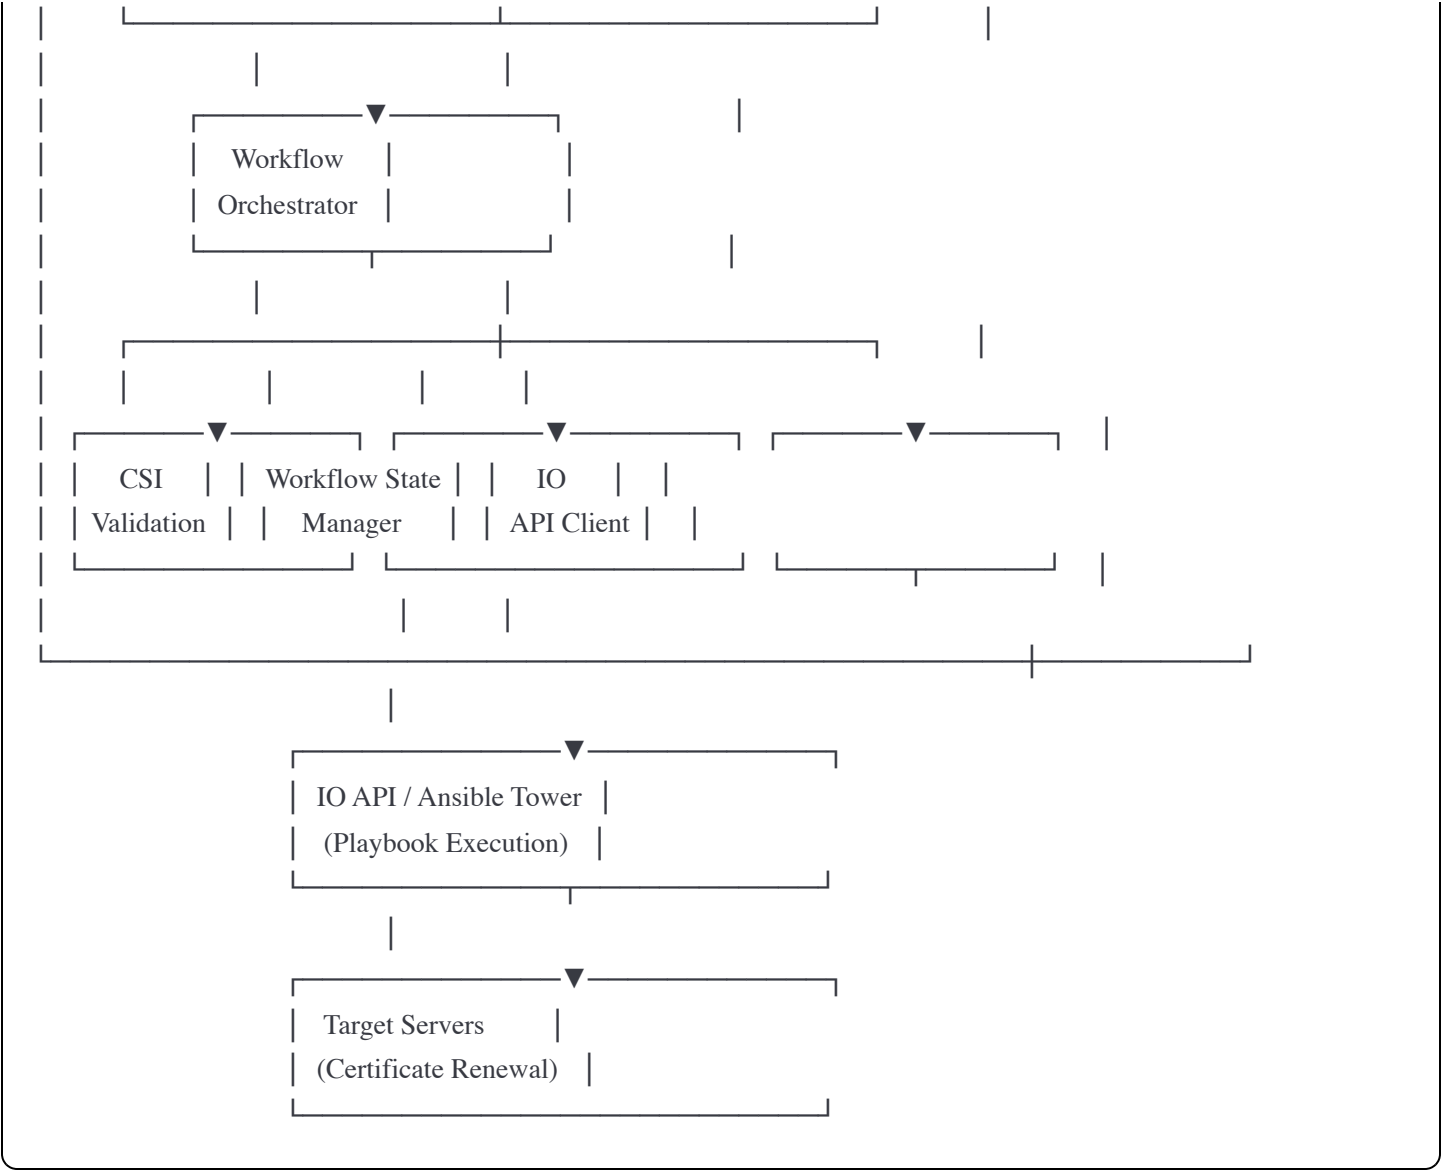 Workflow
Orchestrator
CSI Workflow State IO
Validation Manager API Client
IO API / Ansible Tower
(Playbook Execution)
Target Servers
(Certificate Renewal)